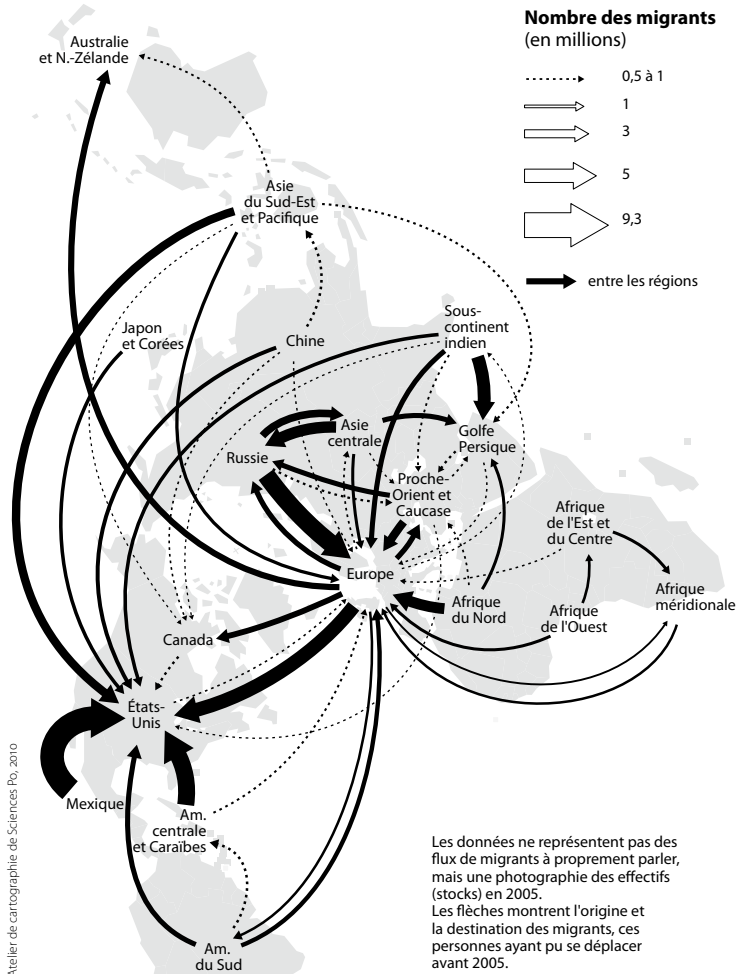 Nombre des migrants
(en millions)
0,5 à 1
1
3
5
9,3
entre les régions
Australie
et N.-Zélande
Asie
du Sud-Est
et Pacifique
Japon
et Corées
Chine
Sous-
continent
indien
Asie
centrale
Russie
Golfe
Persique
Proche-
Orient et
Caucase
Afrique
de l'Est et
du Centre
Europe
Afrique
du Nord
Afrique
de l'Ouest
Afrique
méridionale
Canada
États-
Unis
Mexique
Am.
centrale
et Caraïbes
Am.
du Sud
Les données ne représentent pas des
flux de migrants à proprement parler,
mais une photographie des effectifs
(stocks) en 2005.
Les flèches montrent l'origine et
la destination des migrants, ces
personnes ayant pu se déplacer
avant 2005.
Atelier de cartographie de Sciences Po, 2010